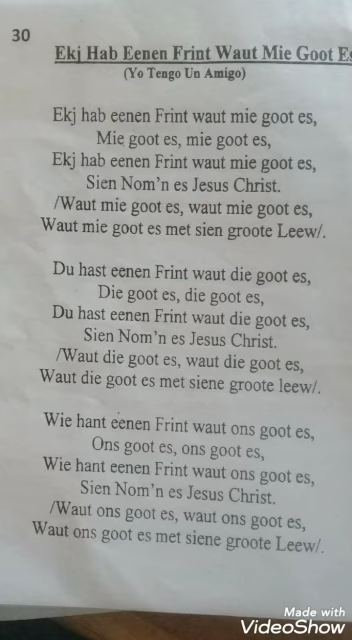 30
Ekj Hab Eenen Frint Waut Mie Goot Es
(Yo Tengo Un Amigo)
Ekj hab eenen Frint waut mie goot es,
Mie goot es, mie goot es,
Ekj hab eenen Frint waut mie goot es,
Sien Nom'n es Jesus Christ.
/Waut mie goot es, waut mie goot es,
Waut mie goot es met sien groote Leew/.
Du hast eenen Frint waut die goot es,
Die goot es, die goot es,
Du hast eenen Frint waut die goot es,
Sien Nom'n es Jesus Christ.
/Waut die goot es, waut die goot es,
Waut die goot es met siene groote leew/.
Wie hant eenen Frint waut ons goot es,
Ons goot es, ons goot es,
Wie hant eenen Frint waut ons goot es,
Sien Nom'n es Jesus Christ.
/Waut ons goot es, waut ons goot es,
Waut ons goot es met siene groote Leew/.
Made with
VideoShow